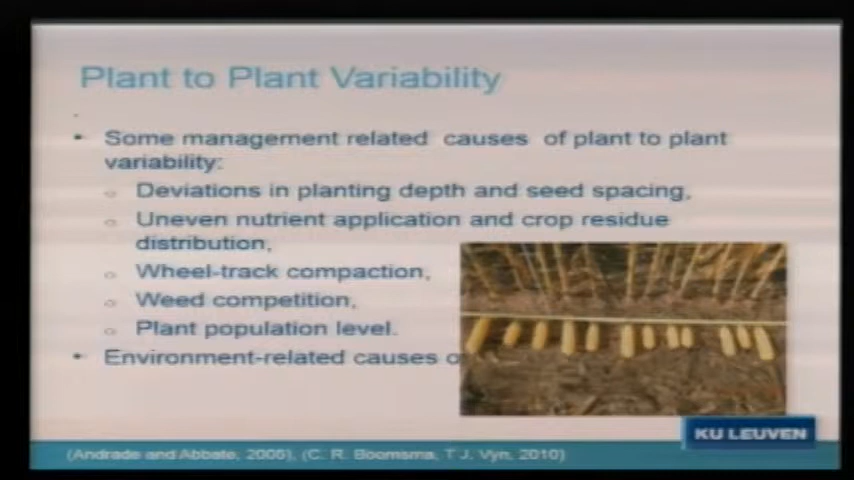 Plant to Plant Variability
• Some management related causes of plant to plant
variability:
o Deviations in planting depth and seed spacing,
o Uneven nutrient application and crop residue
distribution,
o Wheel-track compaction,
o Weed competition,
o Plant population level.
• Environment-related causes o
KU LEUVEN
(Andrade and Abbate, 2005), (C. R. Boomsma, T J. Vyn, 2010)